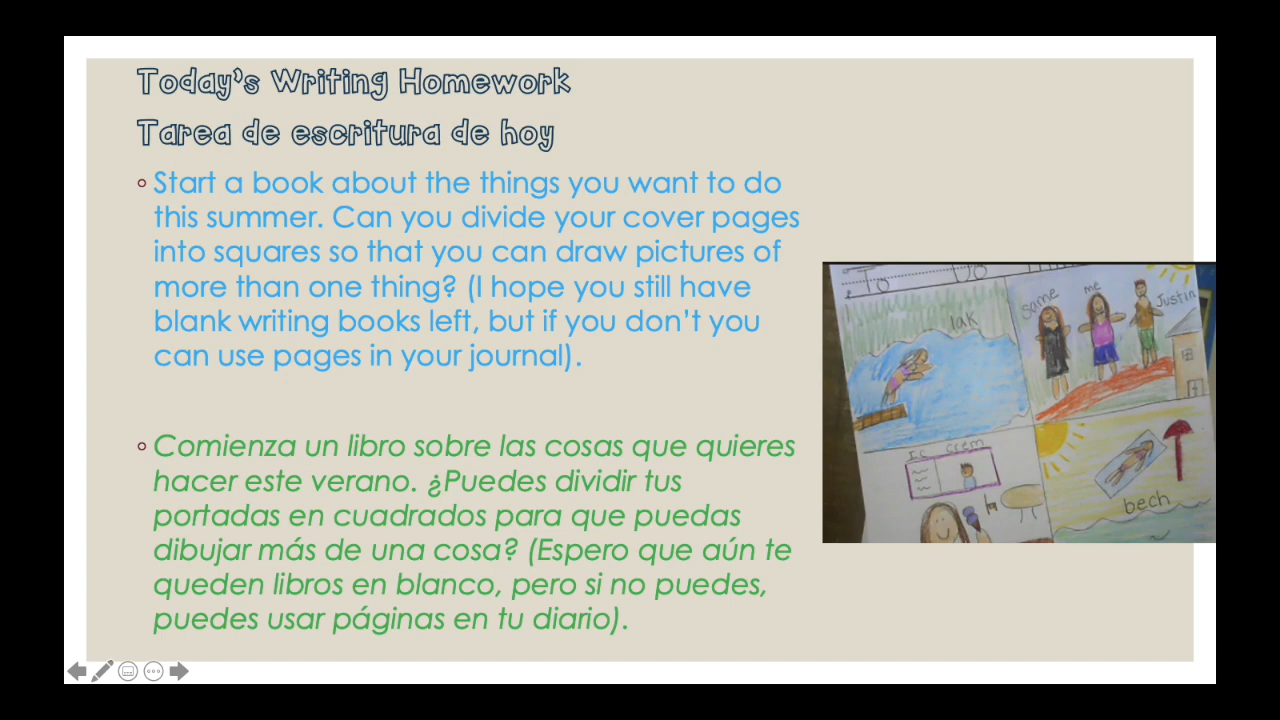 Today's Writing Homework
Tarea de escritura de hoy
Start a book about the things you want to do
this summer. Can you divide your cover pages
into squares so that you can draw pictures of
more than one thing? (I hope you still have
blank writing books left, but if you don't you
can use pages in your journal).
Comienza un libro sobre las cosas que quieres
hacer este verano. ¿Puedes dividir tus
portadas en cuadrados para que puedas
dibujar más de una cosa? (Espero que aún te
queden libros en blanco, pero si no puedes,
puedes usar páginas en tu diario).
To Do
lak
same me Justin
Ic crem
bech